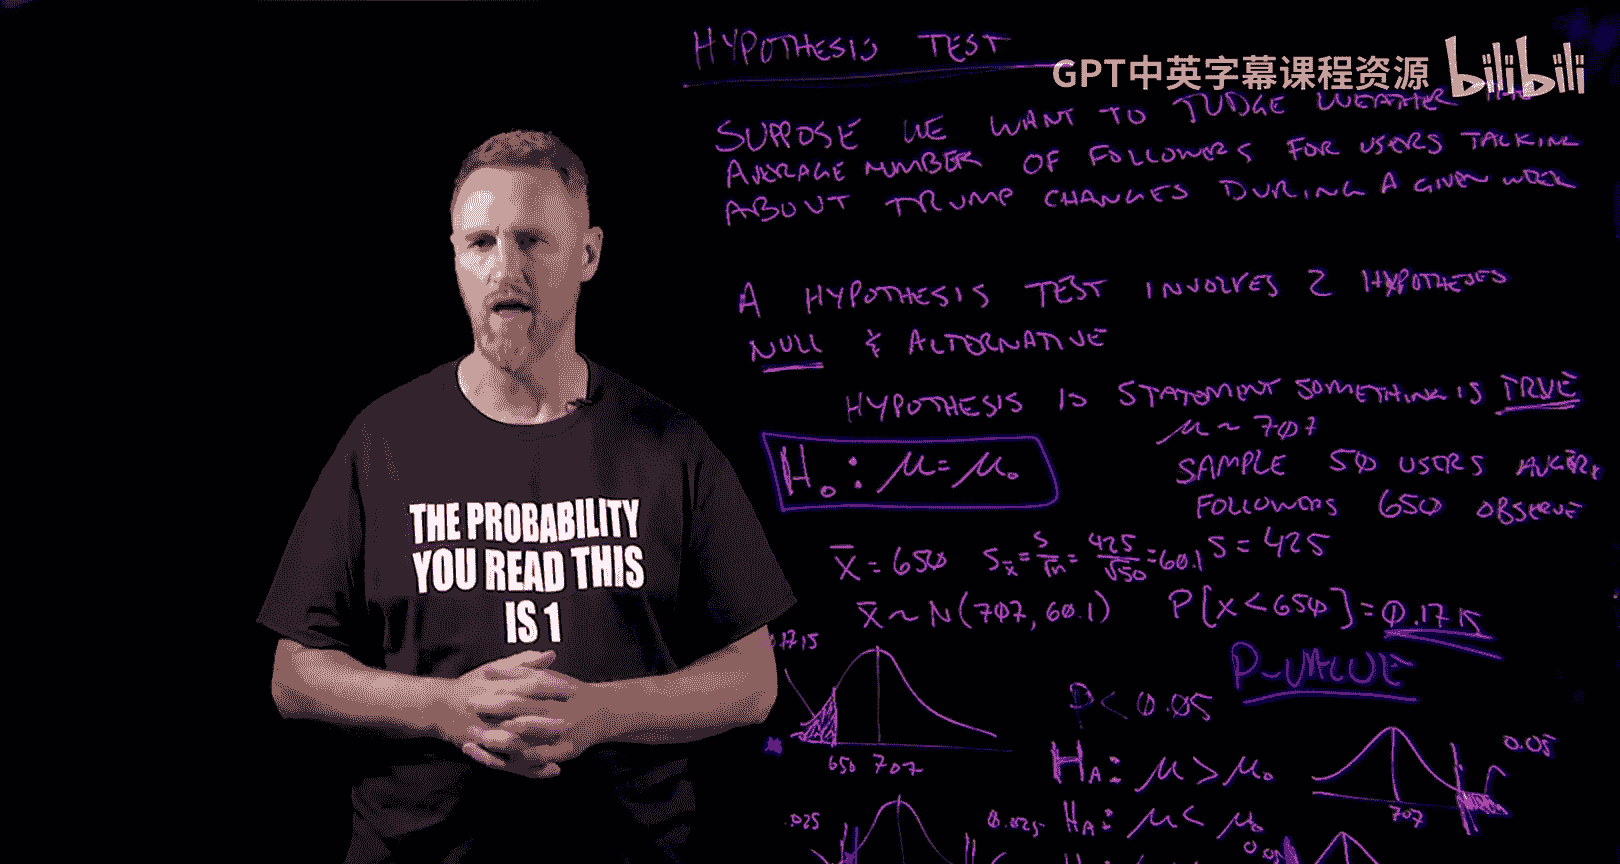 HYPOTHESIS TEST
GPT中英字幕课程资源 bilibili
SUPPOSE WE WANT TO JUDGE WEATHER
AVERAGE NUMBER OF FOLLOWERS FOR USERS TALKING
ABOUT TRUMP CHANGES DURING A GIVEN WEEK
A HYPOTHESIS TEST INVOLVES 2 HYPOTHESES
NULL & ALTERNATIVE
HYPOTHESIS IS STATEMENT SOMETHING IS TRUE
μ ~ 707
H₀: μ = μ₀
SAMPLE 50 USERS
FOLLOWERS 650 OBSERVE
x̄ = 650 Sx̄ = s/√n = 425/√50 = 60.1 S = 425
x̄ ~ N(707, 60.1) P[x < 650] = 0.1715
.1715
P-VALUE
650 707
P < 0.05
Hₐ: μ > μ₀
0.05
707
.025 0.025
Hₐ: μ < μ₀
THE PROBABILITY
YOU READ THIS
IS 1